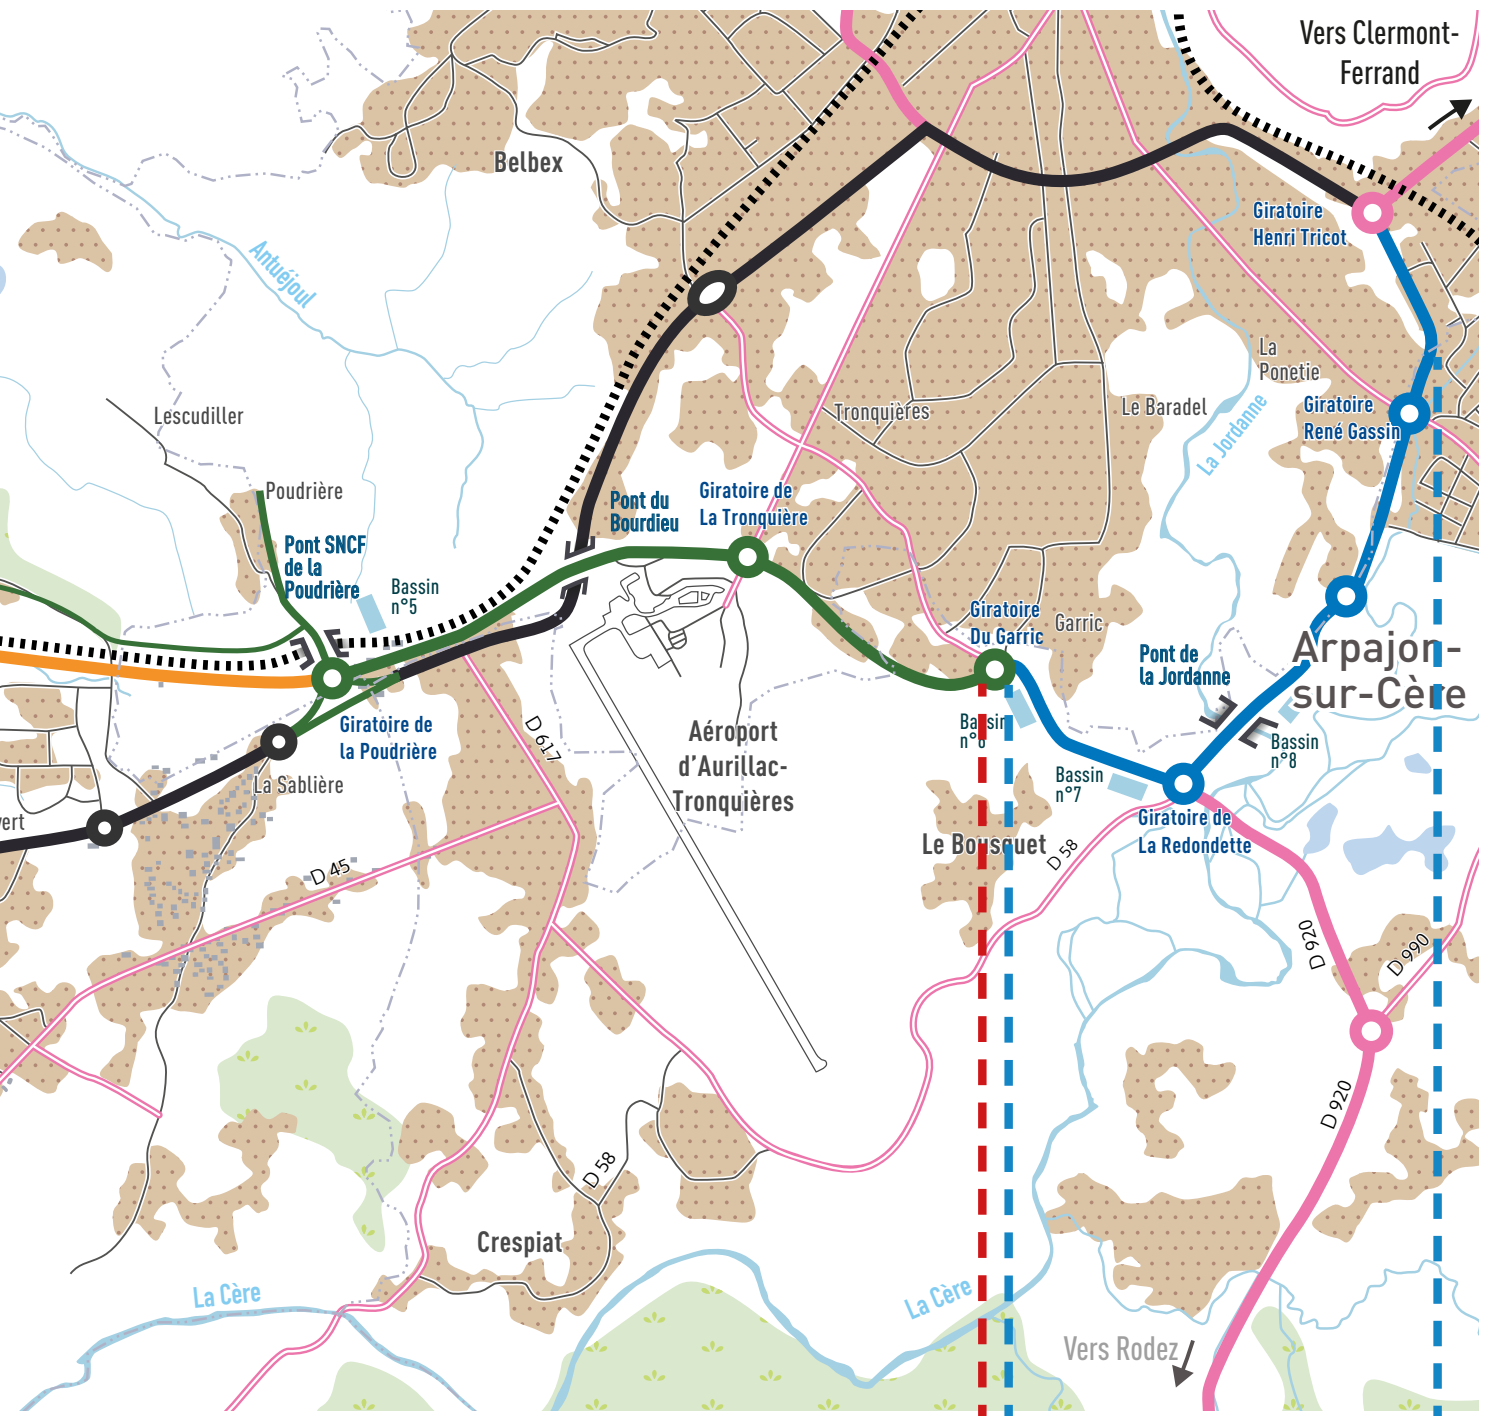 Vers Clermont-
Ferrand
Belbex
Giratoire
Henri Tricot
Antuéjoul
La
Ponetie
Lescudiller
Tronquières
Le Baradel
Giratoire
René Gassin
La Jordanne
Poudrière
Pont du
Bourdieu
Giratoire de
La Tronquière
Pont SNCF
de la
Poudrière
Bassin
n°5
Giratoire
Du Garric
Garric
Arpajon-
sur-Cère
Pont de
la Jordanne
Giratoire de
la Poudrière
D 617
Aéroport
d'Aurillac-
Tronquières
Bassin
n°6
Bassin
n°8
Bassin
n°7
La Sablière
vert
Giratoire de
La Redondette
Le Bousquet
D 58
D 45
D 920
D 990
D 920
D 58
Crespiat
La Cère
La Cère
Vers Rodez